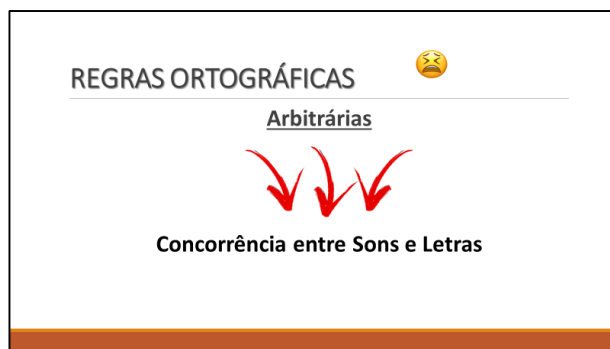 REGRAS ORTOGRÁFICAS
Arbitrárias
Concorrência entre Sons e Letras